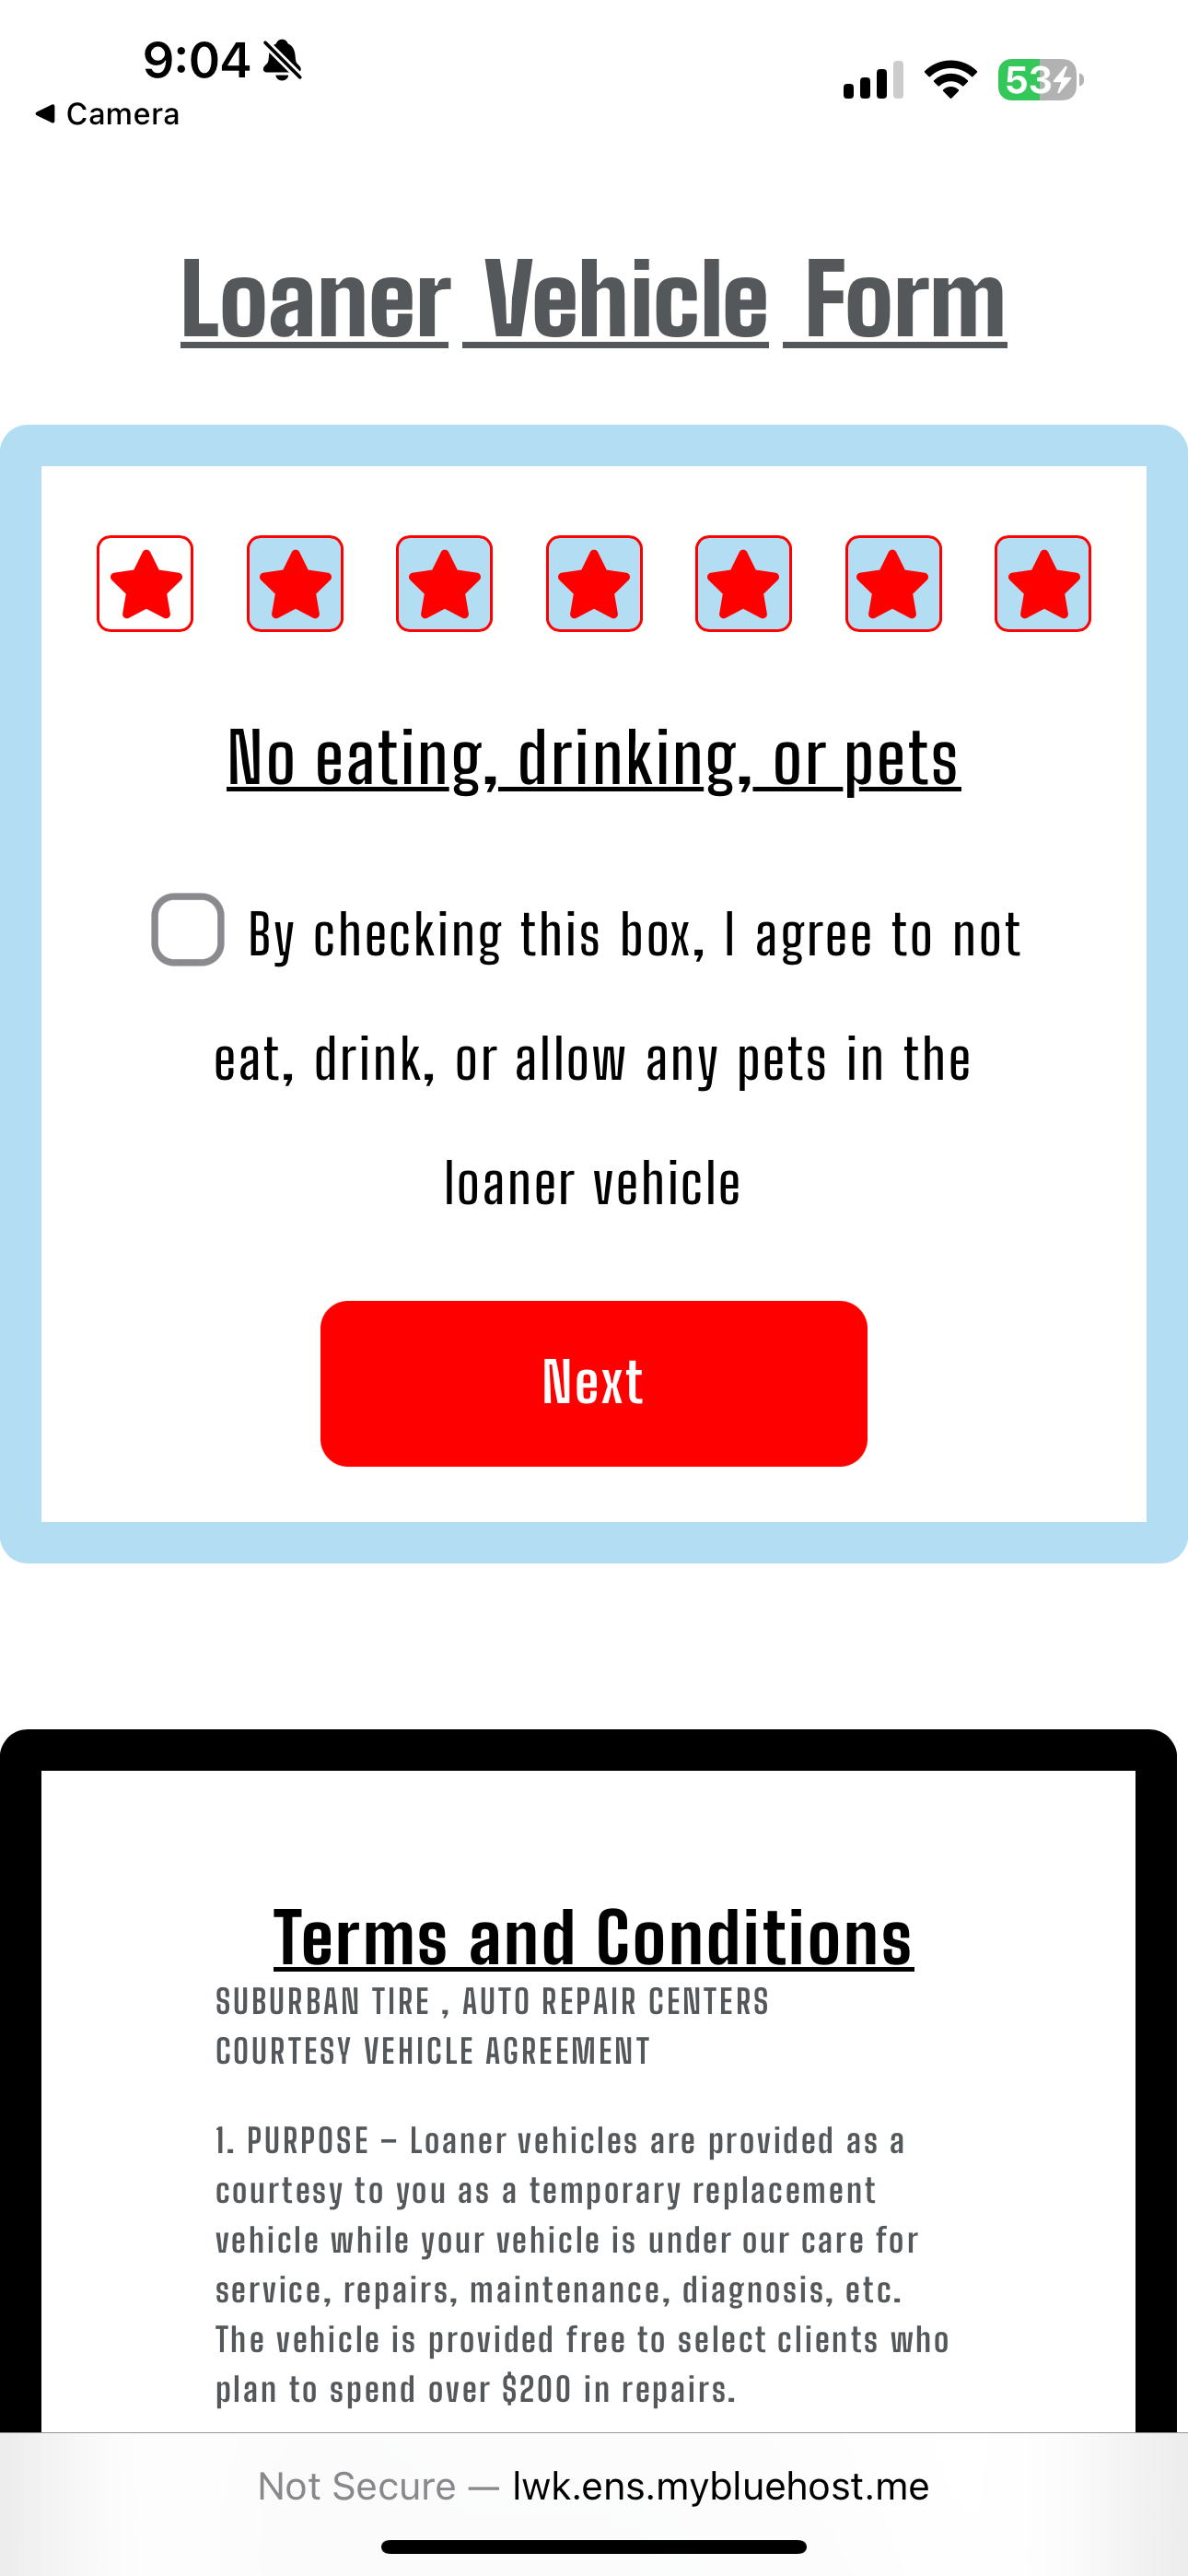 9:04
53
Camera
Loaner Vehicle Form
No eating, drinking, or pets
By checking this box, I agree to not
eat, drink, or allow any pets in the
loaner vehicle
Next
Terms and Conditions
SUBURBAN TIRE , AUTO REPAIR CENTERS
COURTESY VEHICLE AGREEMENT
1. PURPOSE – Loaner vehicles are provided as a
courtesy to you as a temporary replacement
vehicle while your vehicle is under our care for
service, repairs, maintenance, diagnosis, etc.
The vehicle is provided free to select clients who
plan to spend over $200 in repairs.
Not Secure — lwk.ens.mybluehost.me